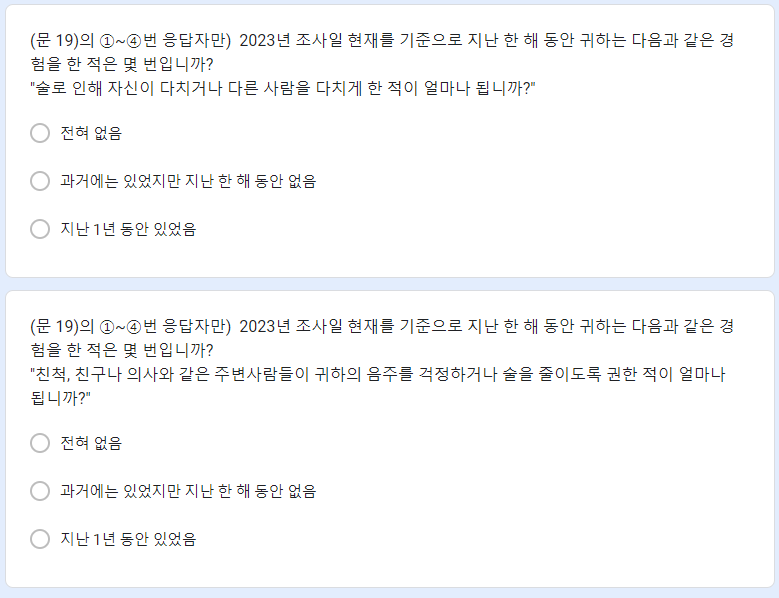 (문 19)의 ①~④번 응답자만) 2023년 조사일 현재를 기준으로 지난 한 해 동안 귀하는 다음과 같은 경
험을 한 적은 몇 번입니까?
"술로 인해 자신이 다치거나 다른 사람을 다치게 한 적이 얼마나 됩니까?"
전혀 없음
과거에는 있었지만 지난 한 해 동안 없음
지난 1년 동안 있었음
(문 19)의 ①~④번 응답자만) 2023년 조사일 현재를 기준으로 지난 한 해 동안 귀하는 다음과 같은 경
험을 한 적은 몇 번입니까?
"친척, 친구나 의사와 같은 주변사람들이 귀하의 음주를 걱정하거나 술을 줄이도록 권한 적이 얼마나
됩니까?"
전혀 없음
과거에는 있었지만 지난 한 해 동안 없음
지난 1년 동안 있었음